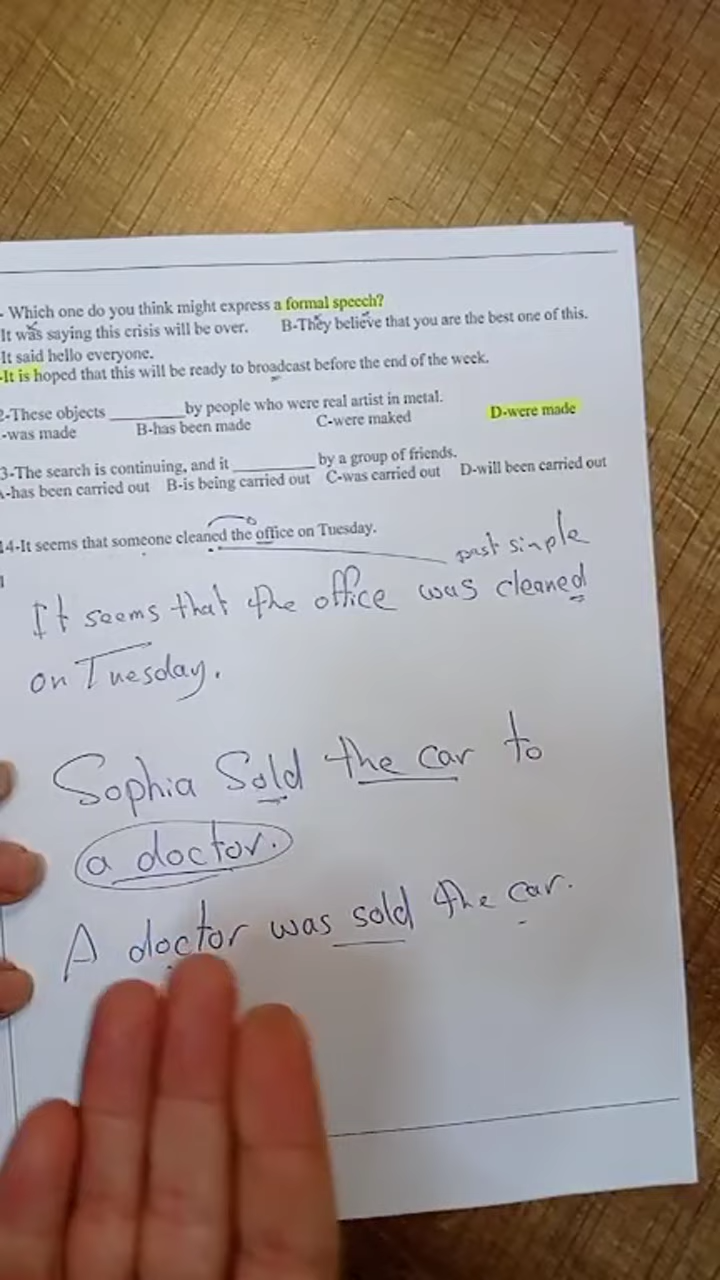 - Which one do you think might express a formal speech?
It was saying this crisis will be over. B-They believe that you are the best one of this.
-It said hello everyone.
-It is hoped that this will be ready to broadcast before the end of the week.
2-These objects ________ by people who were real artist in metal.
-was made B-has been made C-were maked D-were made
3-The search is continuing, and it ________ by a group of friends.
A-has been carried out B-is being carried out C-was carried out D-will been carried out
14-It seems that someone cleaned the office on Tuesday.
past simple
It seems that the office was cleaned
on Tuesday.
Sophia Sold the car to
a doctor.
A doctor was sold the car.